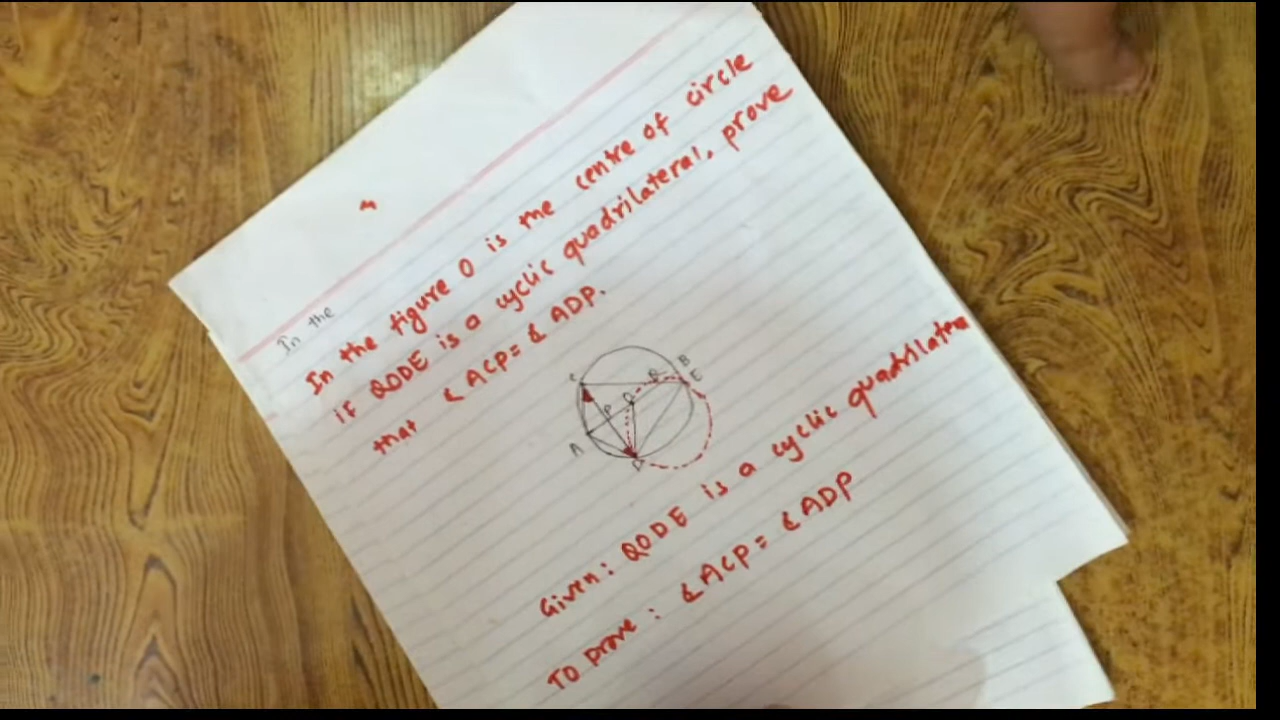 In the
In the figure O is the centre of circle
if QODE is a cyclic quadrilateral, prove
that ∠ACP = ∠ADP.
C
B
Q
E
O
P
A
D
Given: QODE is a cyclic quadrilateral
To prove: ∠ACP = ∠ADP